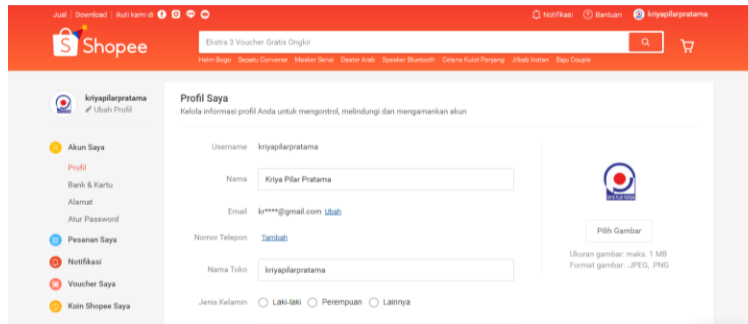 Jual | Download | Ikuti kami di
Notifikasi Bantuan kriyapilarpratama
Shopee
Ekstra 3 Voucher Gratis Ongkir
Helm Bogo Sepatu Converse Masker Sensi Daster Arab Speaker Bluetooth Celana Kulot Panjang Jilbab Instan Baju Couple
kriyapilarpratama
Ubah Profil
Akun Saya
Profil
Bank & Kartu
Alamat
Atur Password
Pesanan Saya
Notifikasi
Voucher Saya
Koin Shopee Saya
Profil Saya
Kelola informasi profil Anda untuk mengontrol, melindungi dan mengamankan akun
Username kriyapilarpratama
Nama Kriya Pilar Pratama
Email kr****@gmail.com Ubah
Nomor Telepon Tambah
Nama Toko kriyapilarpratama
Jenis Kelamin Laki-laki Perempuan Lainnya
Pilih Gambar
Ukuran gambar: maks. 1 MB
Format gambar: .JPEG, .PNG